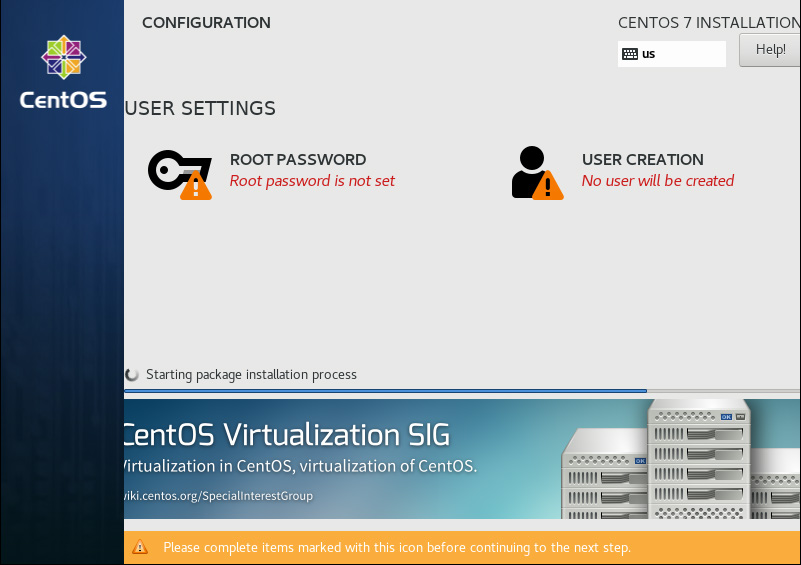 CONFIGURATION
CENTOS 7 INSTALLATION
us
Help!
CentOS
USER SETTINGS
ROOT PASSWORD
Root password is not set
USER CREATION
No user will be created
Starting package installation process
CentOS Virtualization SIG
Virtualization in CentOS, virtualization of CentOS.
wiki.centos.org/SpecialInterestGroup
OK
OK
Please complete items marked with this icon before continuing to the next step.